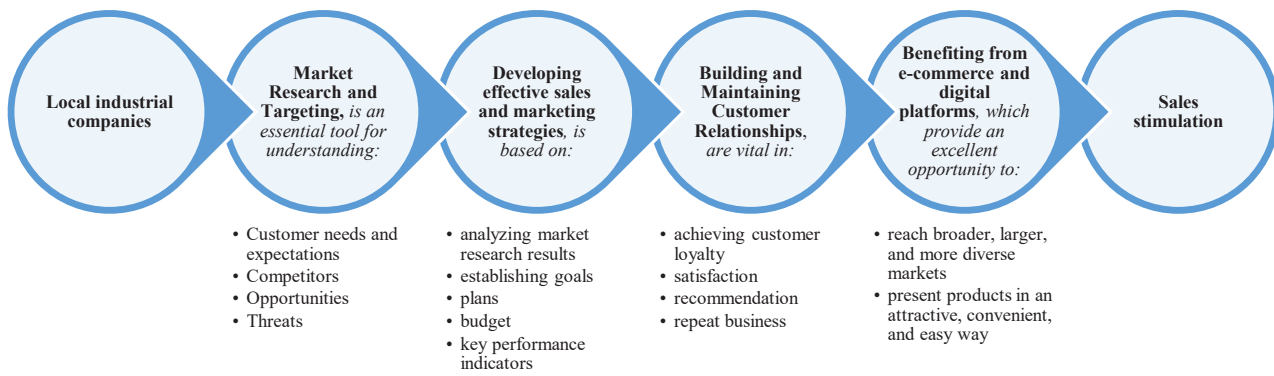 Local industrial
companies
Market
Research and
Targeting, is an
essential tool for
understanding:
• Customer needs and
expectations
• Competitors
• Opportunities
• Threats
Developing
effective sales
and marketing
strategies, is
based on:
• analyzing market
research results
• establishing goals
• plans
• budget
• key performance
indicators
Building and
Maintaining
Customer
Relationships,
are vital in:
• achieving customer
loyalty
• satisfaction
• recommendation
• repeat business
Benefiting from
e-commerce and
digital
platforms, which
provide an
excellent
opportunity to:
• reach broader, larger,
and more diverse
markets
• present products in an
attractive, convenient,
and easy way
Sales
stimulation